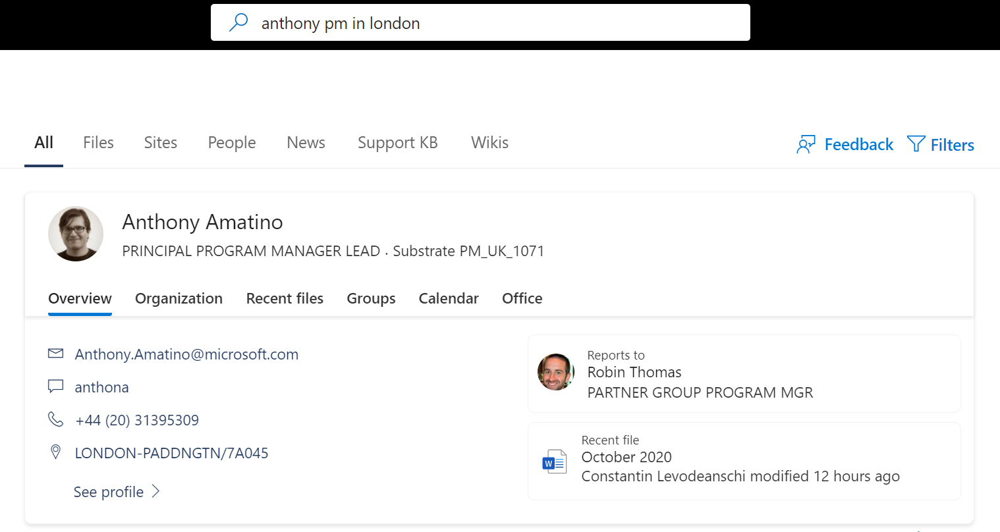 anthony pm in london
All Files Sites People News Support KB Wikis
Feedback Filters
Anthony Amatino
PRINCIPAL PROGRAM MANAGER LEAD · Substrate PM_UK_1071
Overview Organization Recent files Groups Calendar Office
Anthony.Amatino@microsoft.com
anthona
+44 (20) 31395309
LONDON-PADDNGTN/7A045
See profile
Reports to
Robin Thomas
PARTNER GROUP PROGRAM MGR
Recent file
W
October 2020
Constantin Levodeanschi modified 12 hours ago